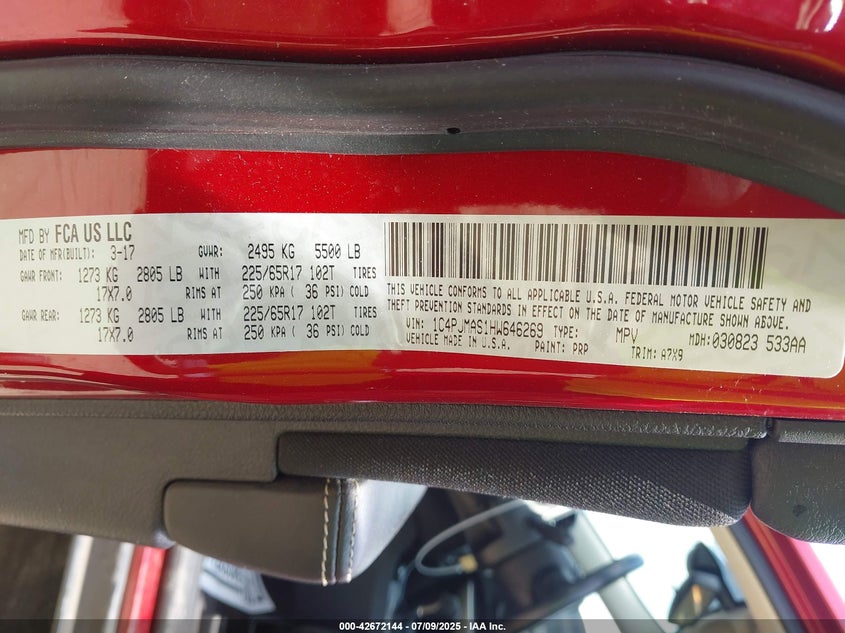 MFD BY FCA US LLC
DATE OF MFR(BUILT): 3-17 GVWR: 2495 KG 5500 LB
GAWR FRONT: 1273 KG 2805 LB WITH 225/65R17 102T TIRES
17X7.0 RIMS AT 250 KPA ( 36 PSI) COLD
GAWR REAR: 1273 KG 2805 LB WITH 225/65R17 102T TIRES
17X7.0 RIMS AT 250 KPA ( 36 PSI) COLD
THIS VEHICLE CONFORMS TO ALL APPLICABLE U.S.A. FEDERAL MOTOR VEHICLE SAFETY AND
THEFT PREVENTION STANDARDS IN EFFECT ON THE DATE OF MANUFACTURE SHOWN ABOVE.
VIN: 1C4PJMAS1HW646269 TYPE: MPV MDH: 030823 533AA
VEHICLE MADE IN U.S.A. PAINT: PRP TRIM: A7X9
000-42672144 - 07/09/2025 - IAA Inc.